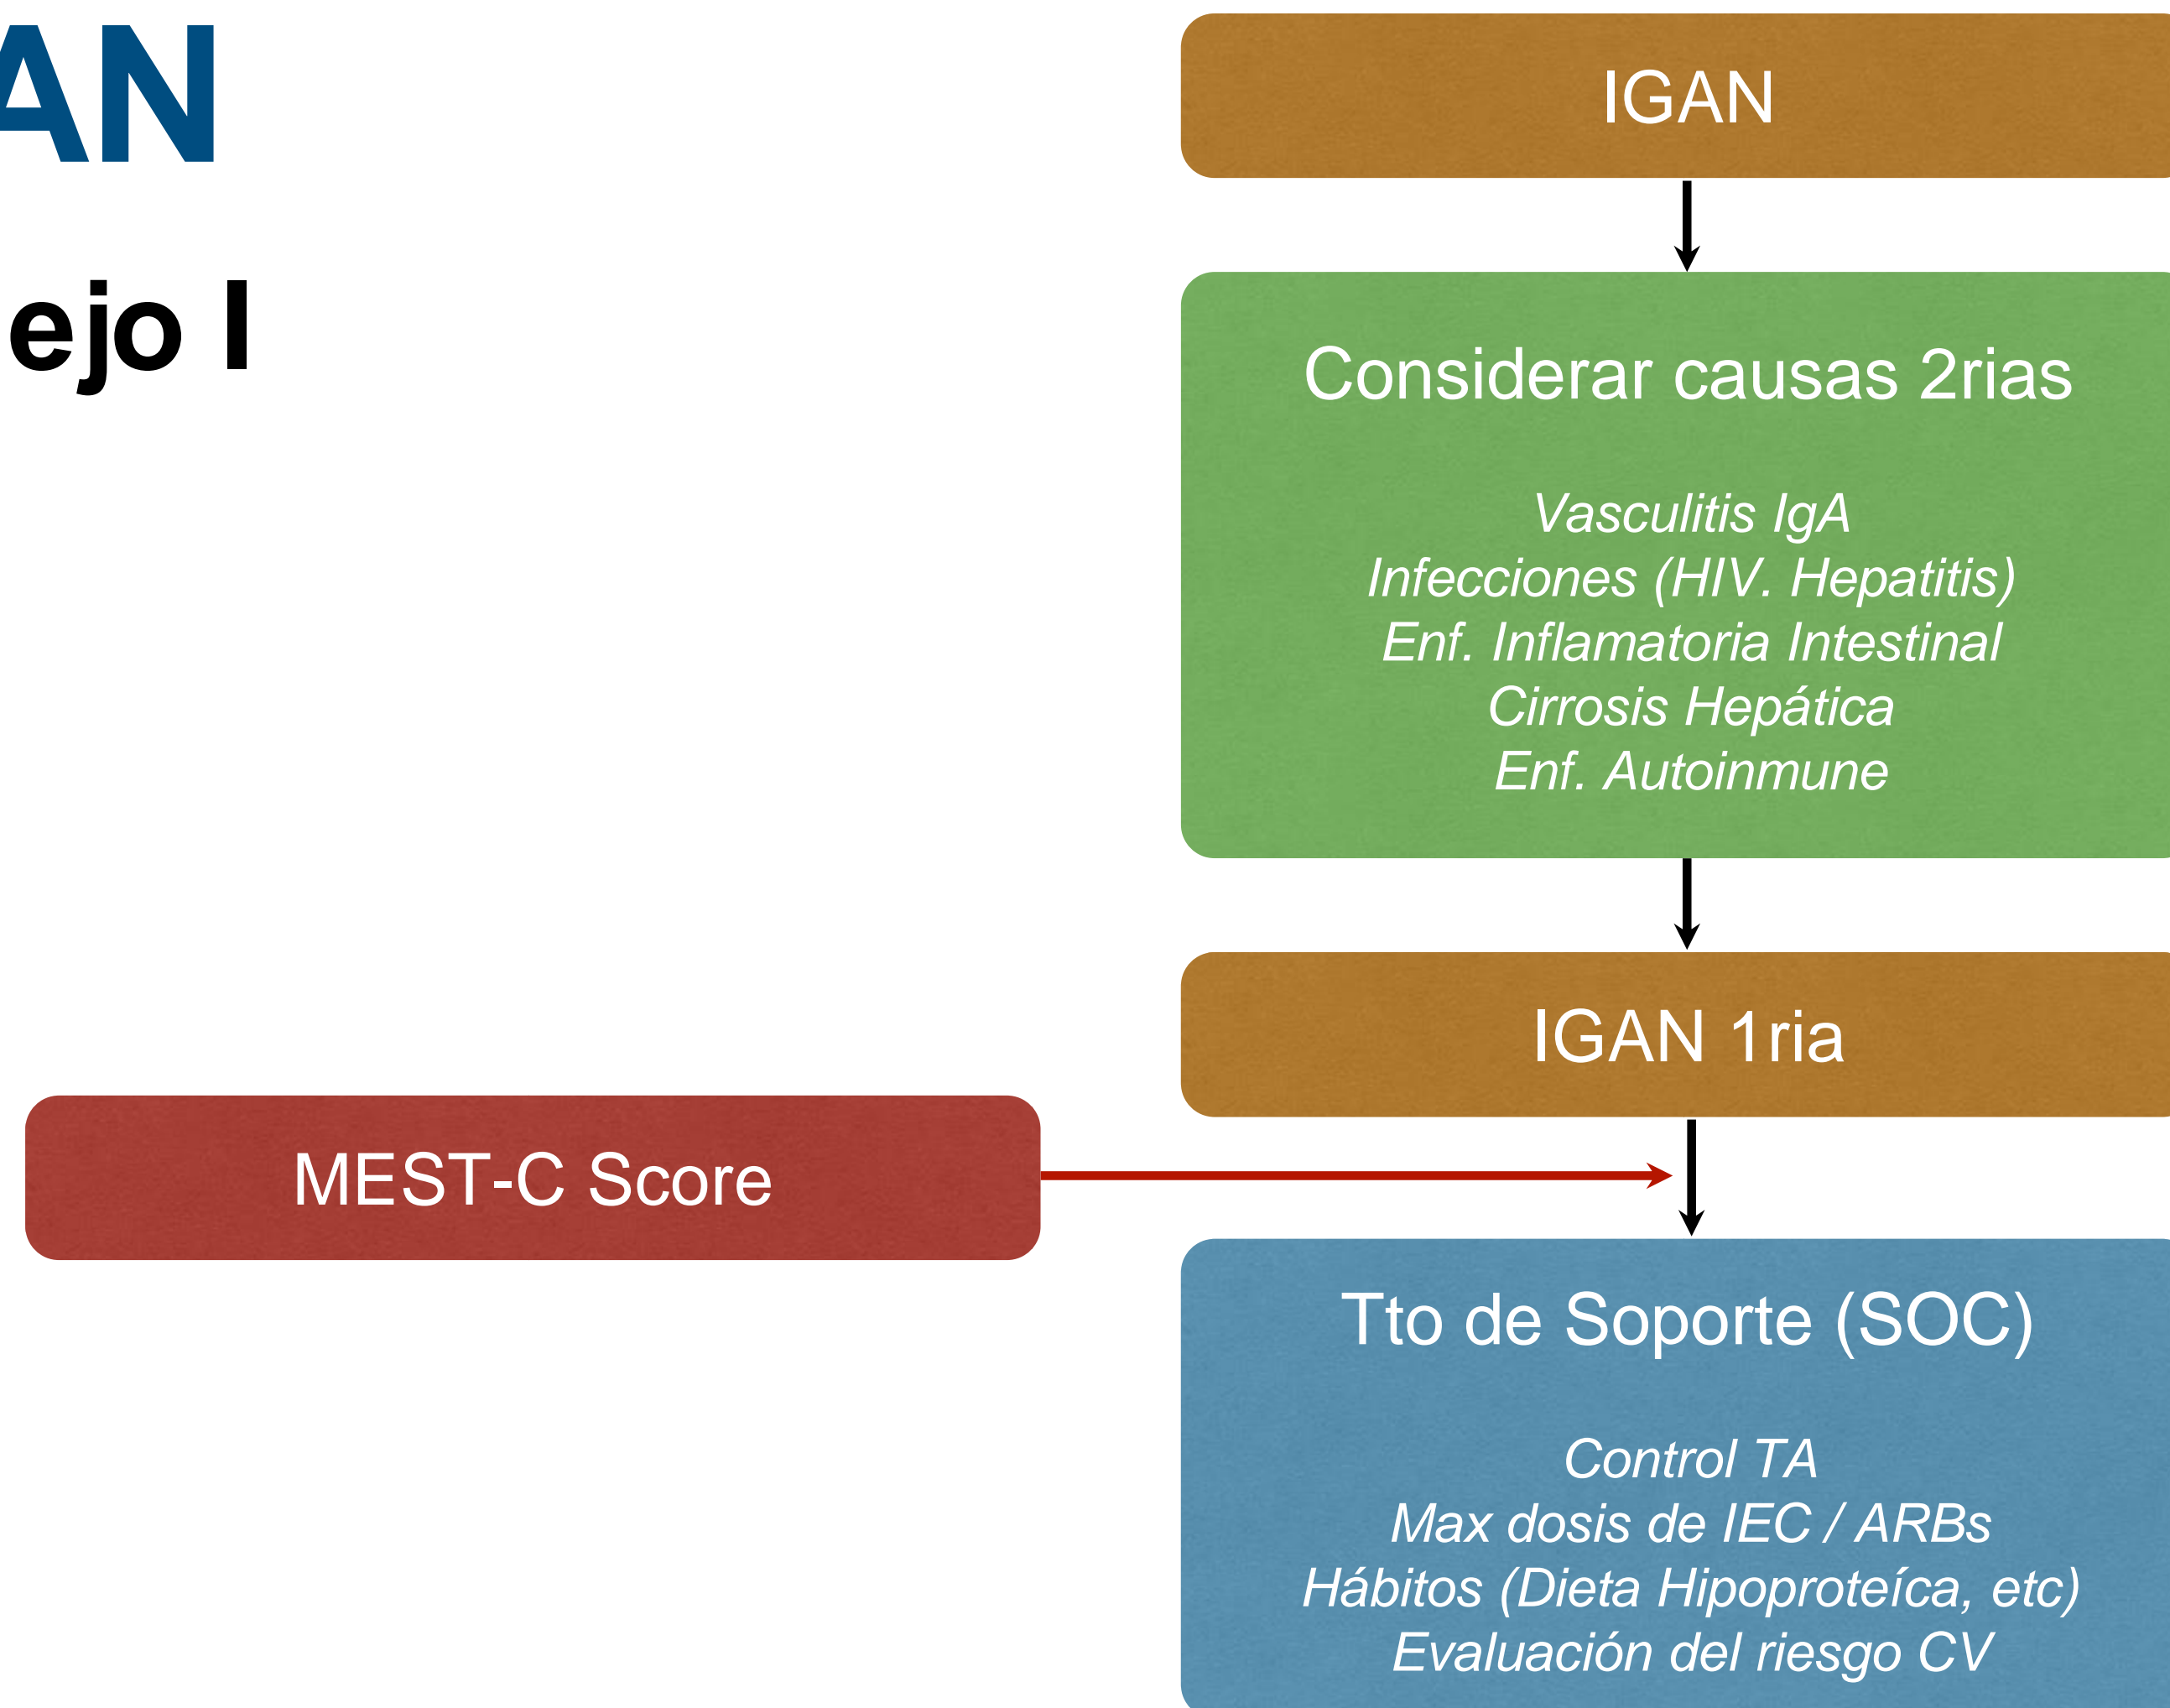 AN
ejo I
IGAN
Considerar causas 2rias
Vasculitis IgA
Infecciones (HIV. Hepatitis)
Enf. Inflamatoria Intestinal
Cirrosis Hepática
Enf. Autoinmune
IGAN 1ria
MEST-C Score
Tto de Soporte (SOC)
Control TA
Max dosis de IEC / ARBs
Hábitos (Dieta Hipoproteíca, etc)
Evaluación del riesgo CV